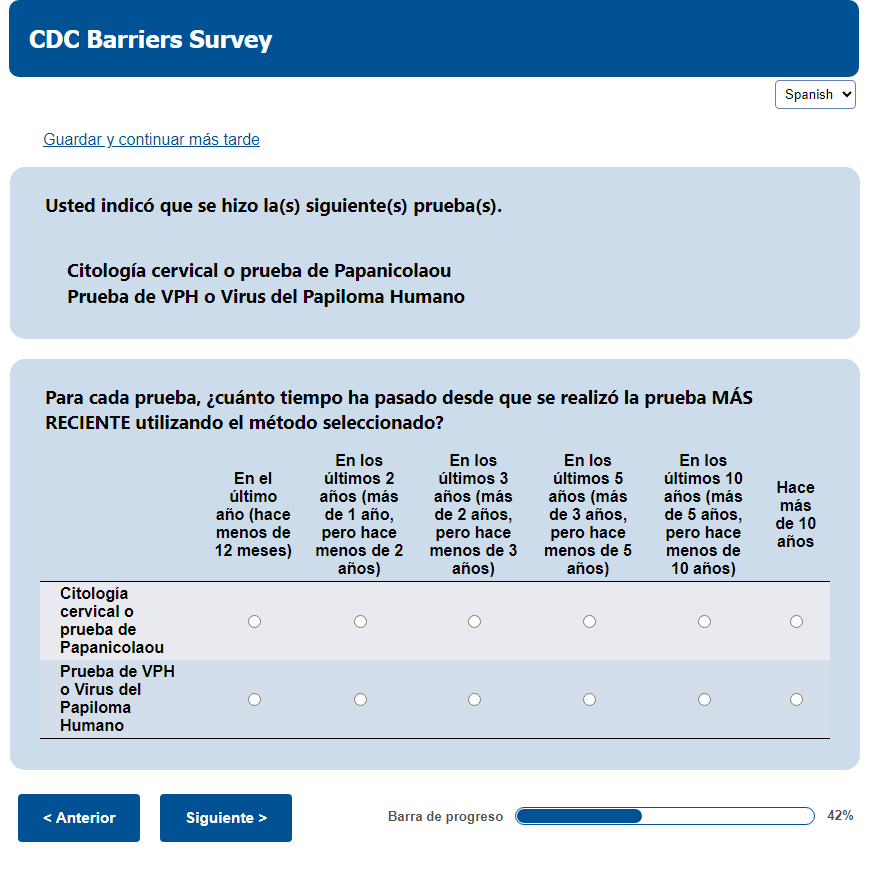 CDC Barriers Survey
Spanish
Guardar y continuar más tarde
Usted indicó que se hizo la(s) siguiente(s) prueba(s).
Citología cervical o prueba de Papanicolaou
Prueba de VPH o Virus del Papiloma Humano
Para cada prueba, ¿cuánto tiempo ha pasado desde que se realizó la prueba MÁS
RECIENTE utilizando el método seleccionado?
En el
último
año (hace
menos de
12 meses)
En los
últimos 2
años (más
de 1 año,
pero hace
menos de 2
años)
En los
últimos 3
años (más
de 2 años,
pero hace
menos de 3
años)
En los
últimos 5
años (más
de 3 años,
pero hace
menos de 5
años)
En los
últimos 10
años (más
de 5 años,
pero hace
menos de
10 años)
Hace
más
de 10
años
Citología
cervical o
prueba de
Papanicolaou
Prueba de VPH
o Virus del
Papiloma
Humano
< Anterior
Siguiente >
Barra de progreso
42%